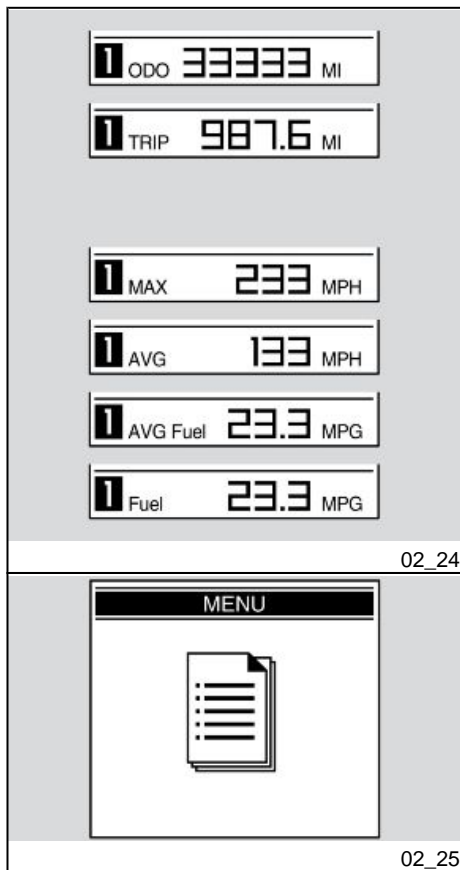 1 ODO 33333 MI
1 TRIP 987.6 MI
1 MAX 233 MPH
1 AVG 133 MPH
1 AVG Fuel 23.3 MPG
1 Fuel 23.3 MPG
02_24
MENU
02_25